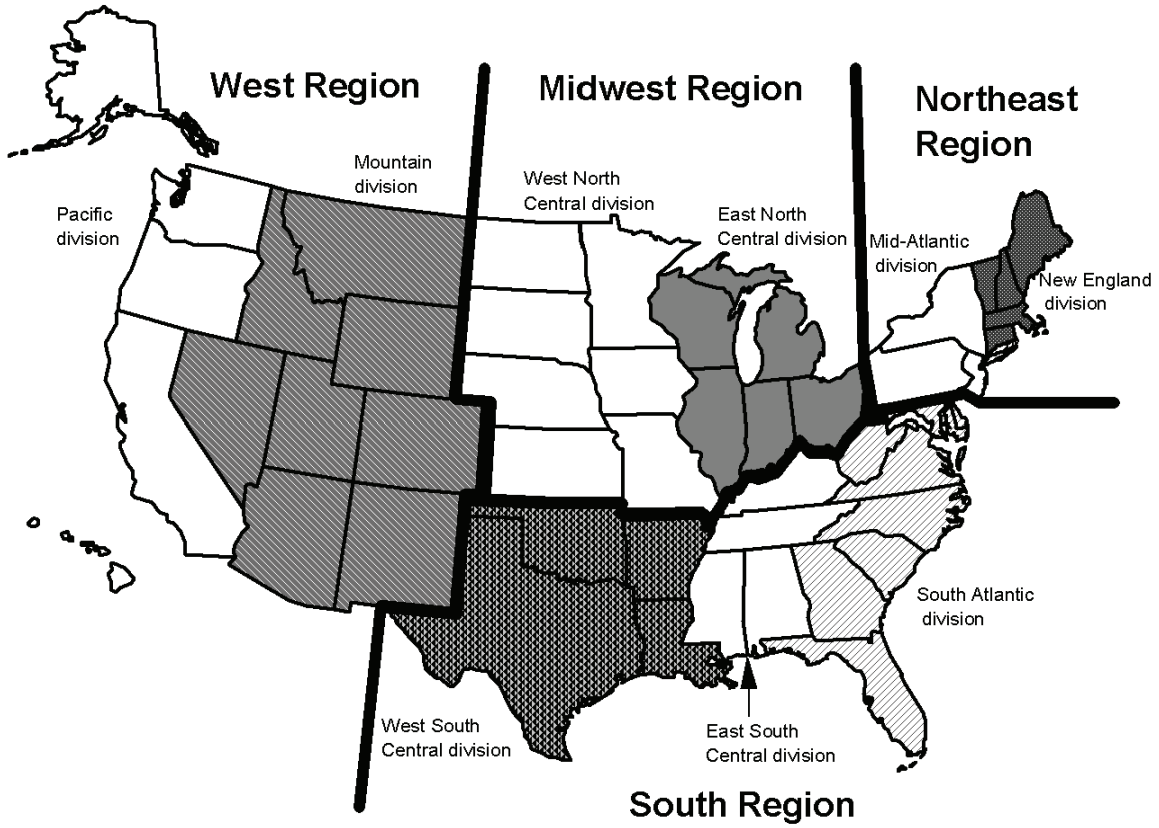 West Region
Midwest Region
Northeast
Region
Mountain
division
Pacific
division
West North
Central division
East North
Central division
Mid-Atlantic
division
New England
division
South Atlantic
division
West South
Central division
East South
Central division
South Region